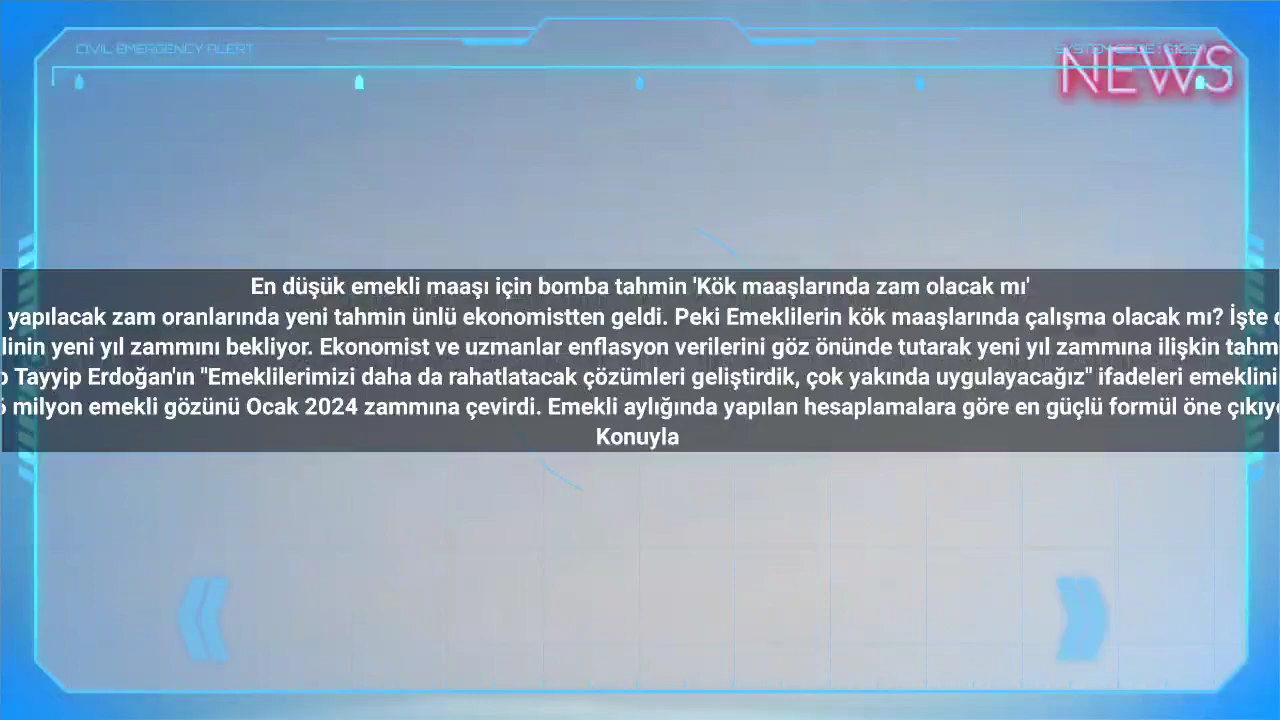 CIVIL EMERGENCY ALERT
NEWS
En düşük emekli maaşı için bomba tahmin 'Kök maaşlarında zam olacak mı'
yapılacak zam oranlarında yeni tahmin ünlü ekonomistten geldi. Peki Emeklilerin kök maaşlarında çalışma olacak mı? İşte
linin yeni yıl zammını bekliyor. Ekonomist ve uzmanlar enflasyon verilerini göz önünde tutarak yeni yıl zammına ilişkin tahm
Tayyip Erdoğan'ın "Emeklilerimizi daha da rahatlatacak çözümleri geliştirdik, çok yakında uygulayacağız" ifadeleri emeklini
milyon emekli gözünü Ocak 2024 zammına çevirdi. Emekli aylığında yapılan hesaplamalara göre en güçlü formül öne çıkıy
Konuyla